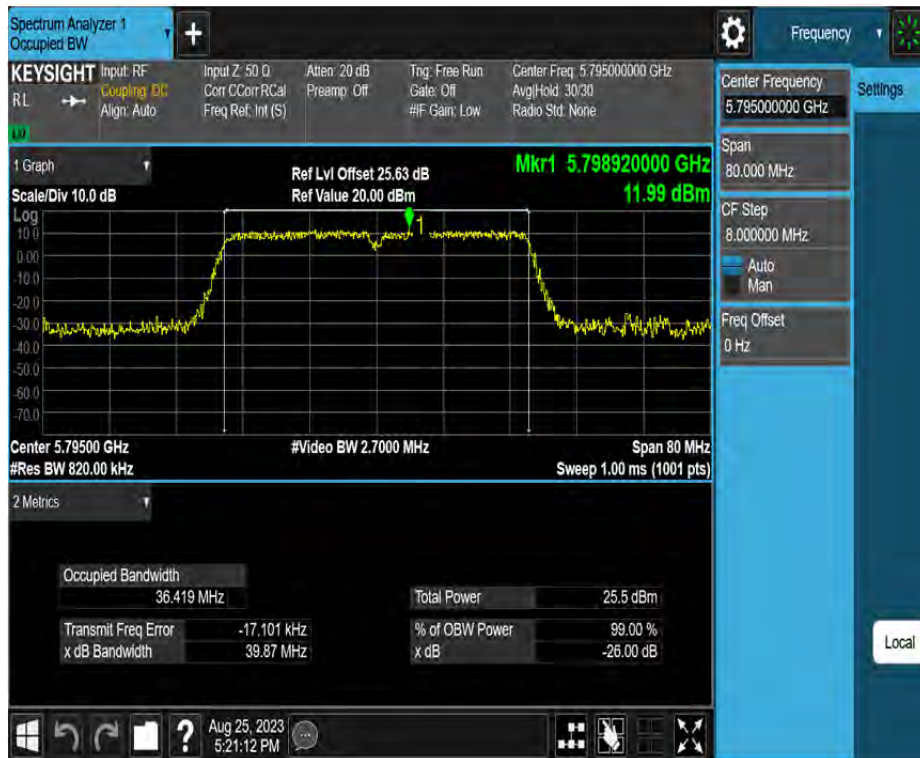 Spectrum Analyzer 1
Occupied BW
+
Frequency
KEYSIGHT
RL
Input: RF
Coupling: DC
Align: Auto
Input Z: 50 Ω
Corr CCorr RCal
Freq Ref: Int (S)
Atten: 20 dB
Preamp: Off
Trig: Free Run
Gate: Off
#IF Gain: Low
Center Freq: 5.795000000 GHz
Avg|Hold: 30/30
Radio Std: None
Center Frequency
5.795000000 GHz
Settings
Span
80.000 MHz
CF Step
8.000000 MHz
Auto
Man
Freq Offset
0 Hz
Local
1 Graph
Scale/Div 10.0 dB
Ref Lvl Offset 25.63 dB
Ref Value 20.00 dBm
Mkr1 5.798920000 GHz
11.99 dBm
Log
10.0
0.00
-10.0
-20.0
-30.0
-40.0
-50.0
-60.0
-70.0
1
Center 5.79500 GHz
#Res BW 820.00 kHz
#Video BW 2.7000 MHz
Span 80 MHz
Sweep 1.00 ms (1001 pts)
2 Metrics
Occupied Bandwidth
36.419 MHz
Transmit Freq Error -17.101 kHz
x dB Bandwidth 39.87 MHz
Total Power 25.5 dBm
% of OBW Power 99.00 %
x dB -26.00 dB
?
Aug 25, 2023
5:21:12 PM